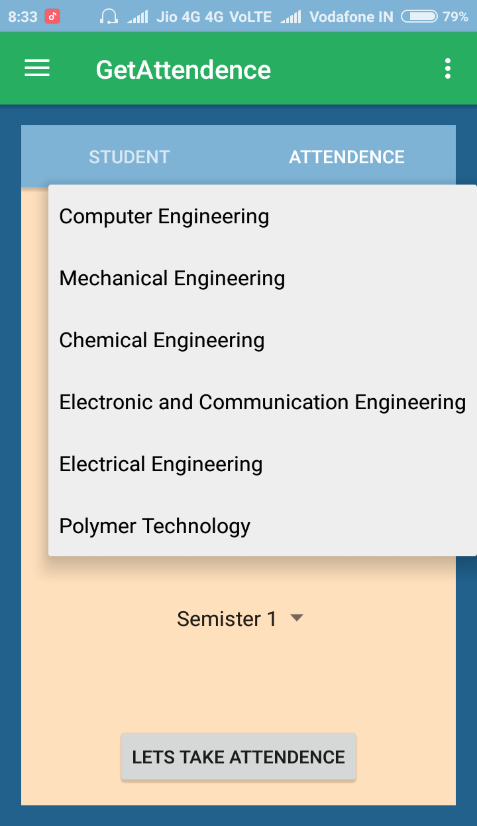 8:33 Jio 4G 4G VoLTE Vodafone IN 79%
GetAttendence
STUDENT ATTENDENCE
Computer Engineering
Mechanical Engineering
Chemical Engineering
Electronic and Communication Engineering
Electrical Engineering
Polymer Technology
Semister 1
LETS TAKE ATTENDENCE